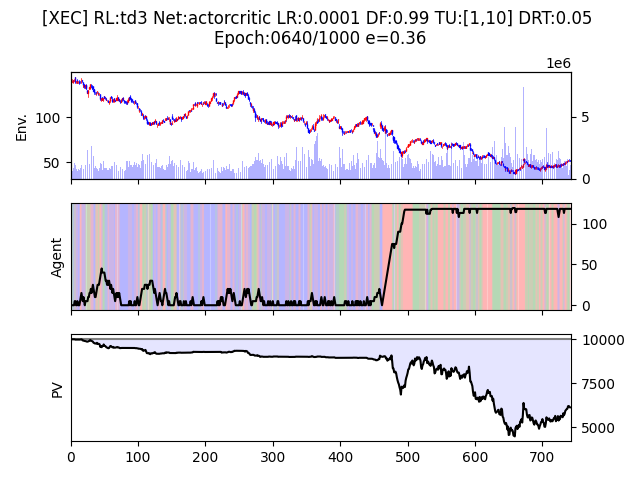 [XEC] RL:td3 Net:actorcritic LR:0.0001 DF:0.99 TU:[1,10] DRT:0.05
Epoch:0640/1000 e=0.36
1e6
Env.
100
50
5
0
Agent
100
50
0
PV
10000
7500
5000
0 100 200 300 400 500 600 700